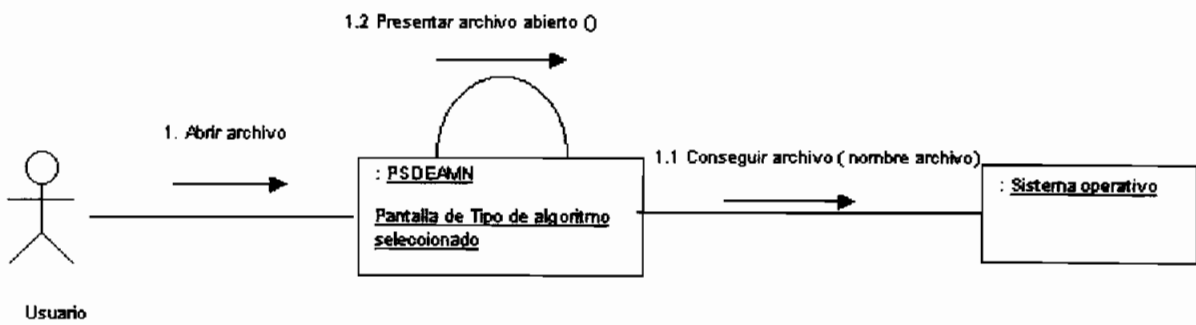 1.2 Presentar archivo abierto ()
1. Abrir archivo
1.1 Conseguir archivo ( nombre archivo)
: PSDEAMN
Pantalla de Tipo de algoritmo
seleccionado
: Sistema operativo
Usuario